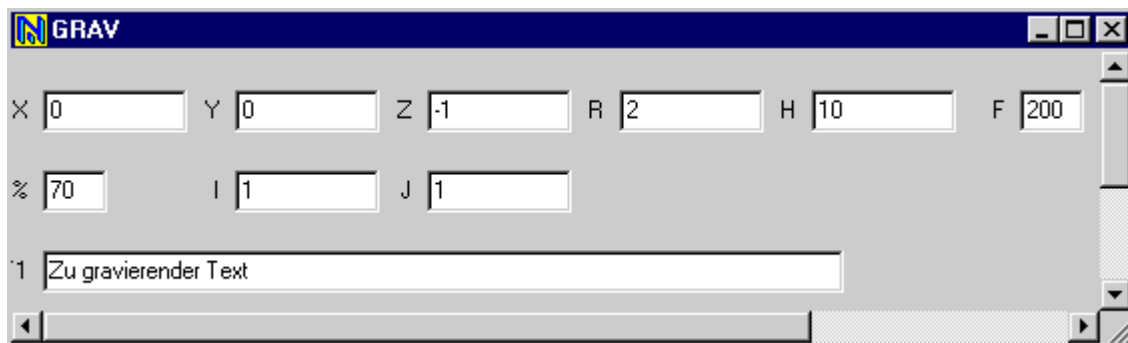 GRAV
X 0 Y 0 Z -1 R 2 H 10 F 200
% 70 I 1 J 1
1 Zu gravierender Text